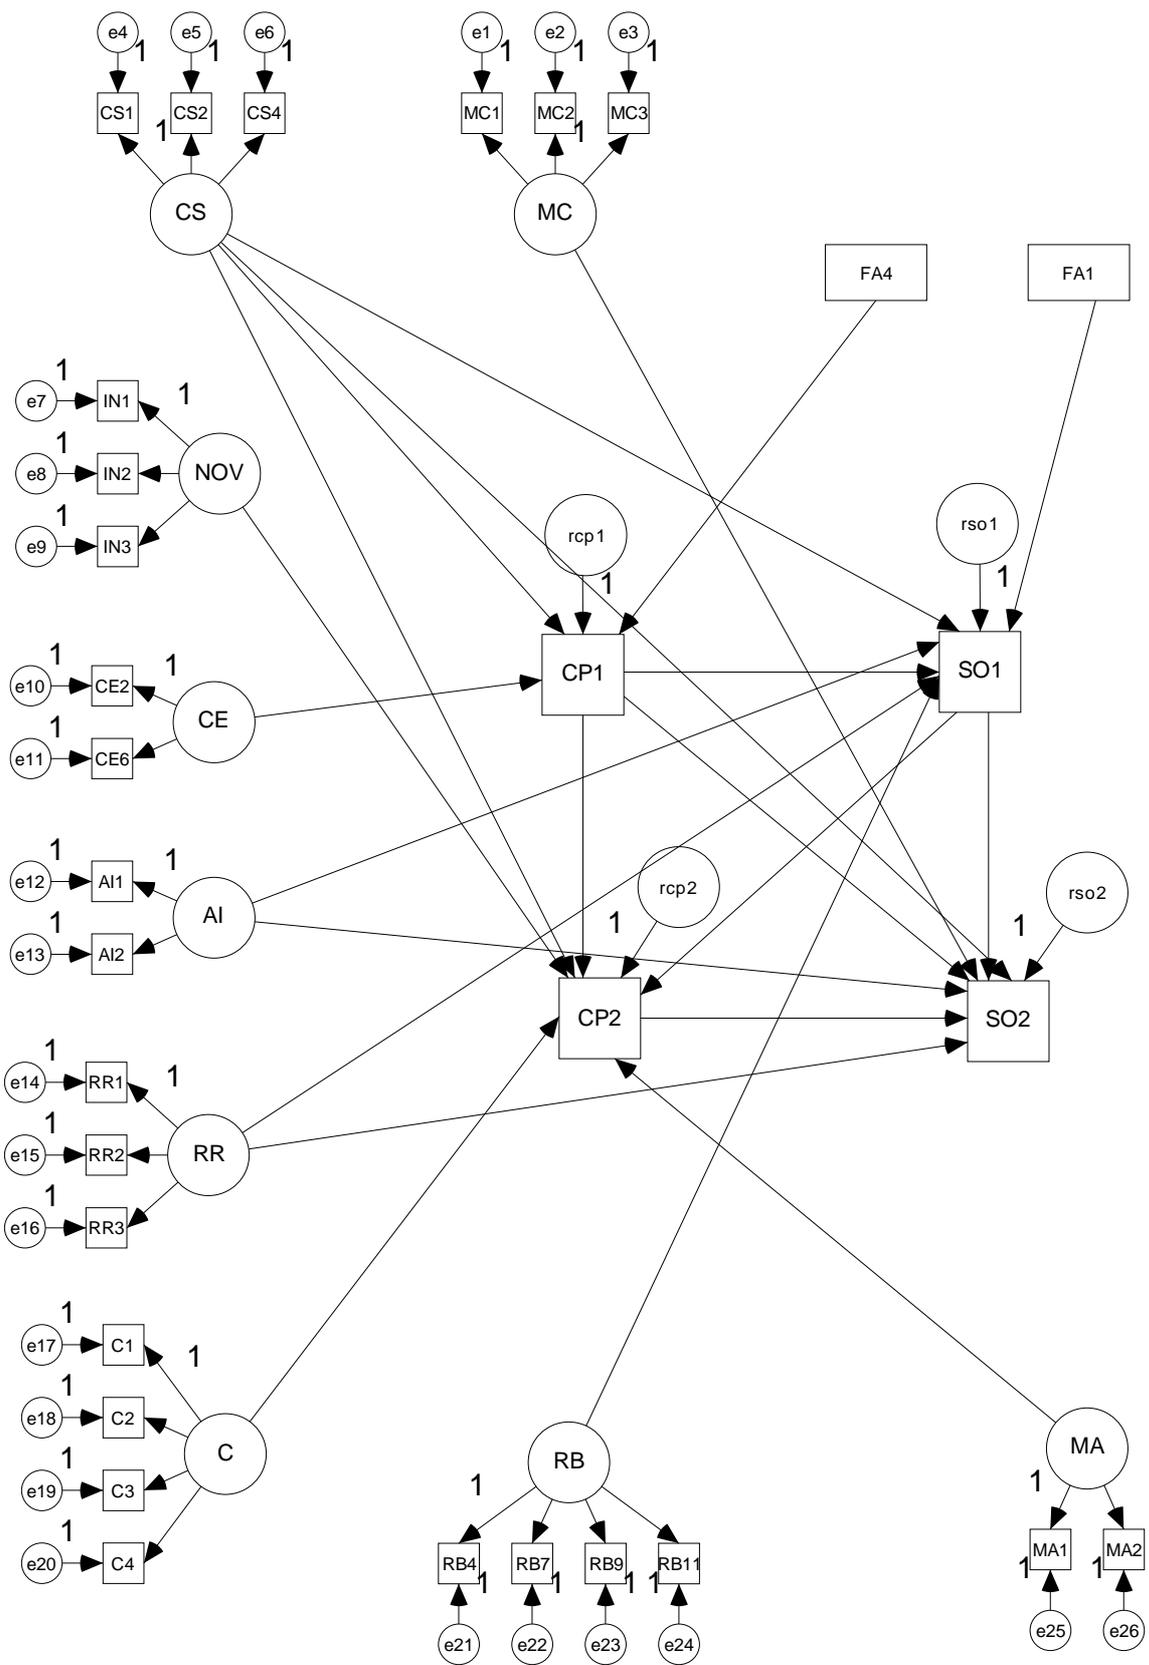 e4 e5 e6 e1 e2 e3
1 1 1 1 1 1
CS1 CS2 CS4 MC1 MC2 MC3
1 1
CS MC
FA4 FA1
1
e7 IN1 1
1
e8 IN2 NOV
1
e9 IN3
rcp1 rso1
1 1
1
e10 CE2 1
CP1 SO1
CE
1
e11 CE6
1
e12 AI1 1
rcp2 rso2
AI
1 1 1
e13 AI2
CP2 SO2
1
e14 RR1 1
1
e15 RR2 RR
1
e16 RR3
1
e17 C1 1
1
e18 C2
C RB MA
1
e19 C3 1 1
1
e20 C4 RB4 RB7 RB9 RB11 MA1 MA2
1 1 1 1 1
e21 e22 e23 e24 e25 e26